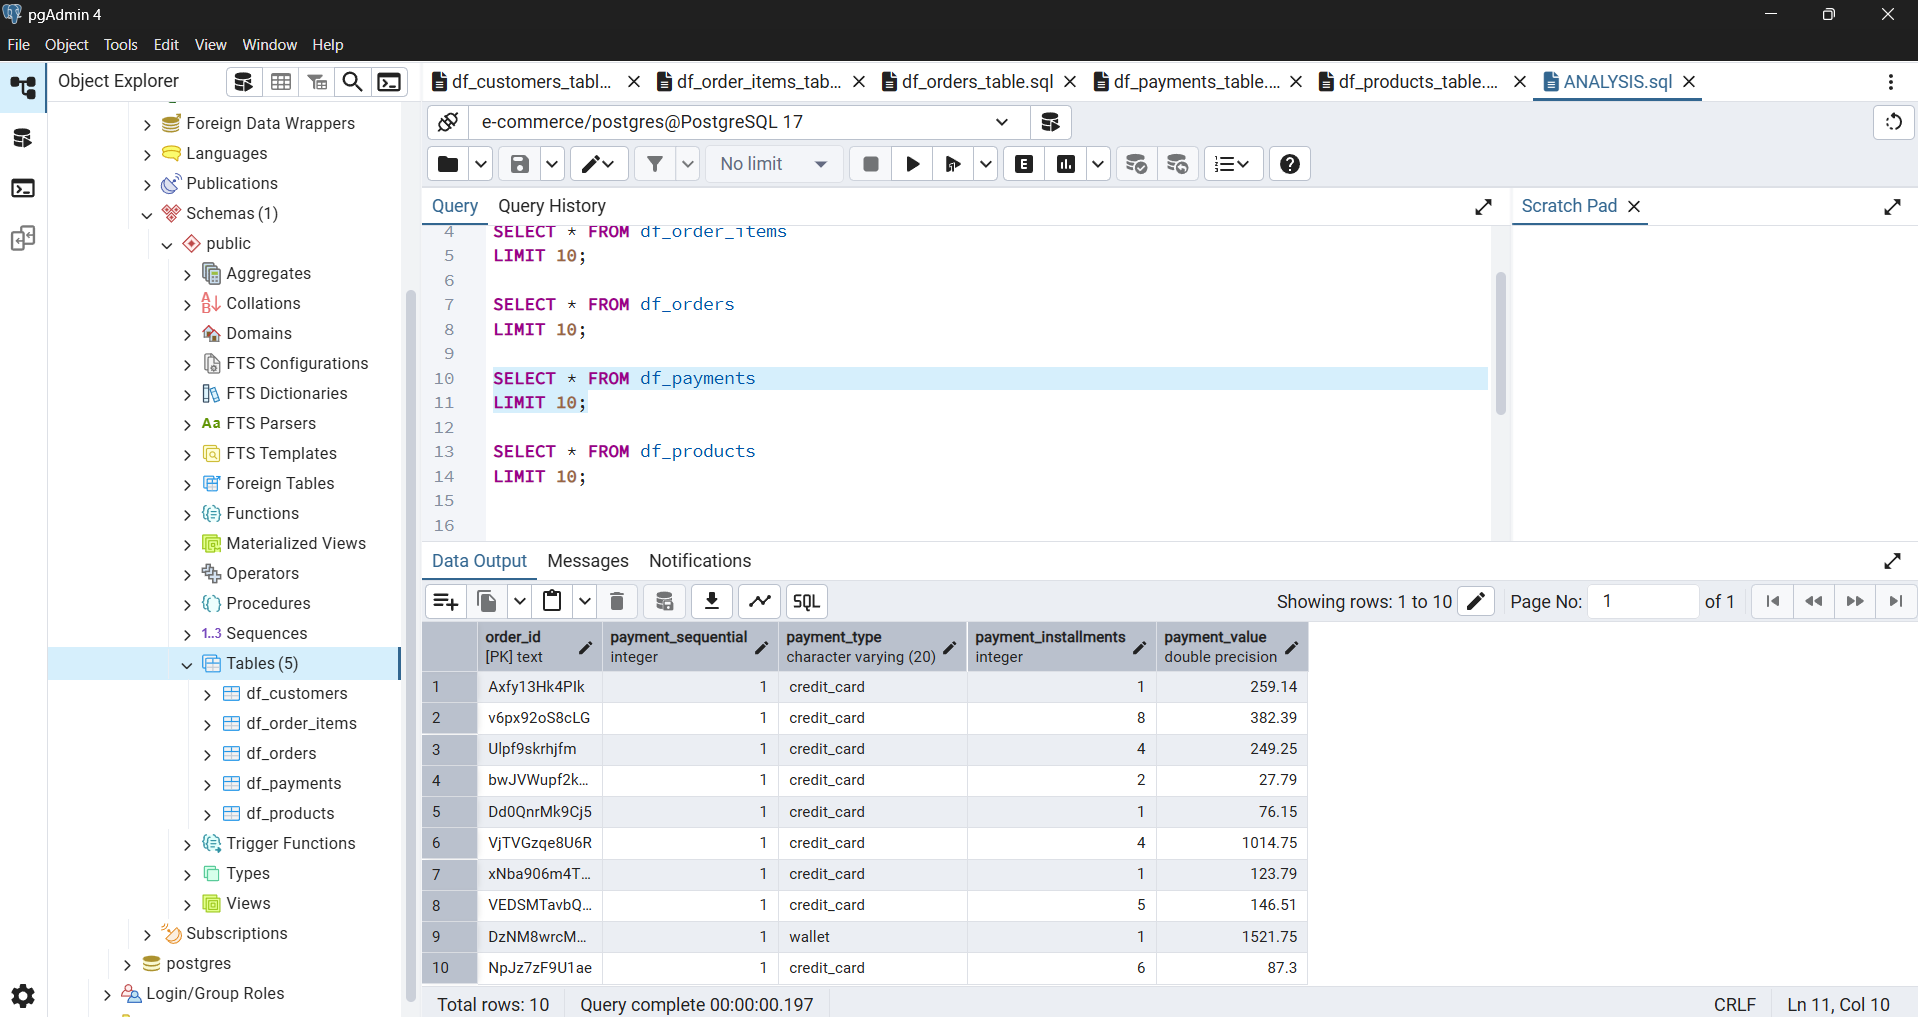 pgAdmin 4
File Object Tools Edit View Window Help
Object Explorer
df_customers_tabl...
df_order_items_tab...
df_orders_table.sql
df_payments_table....
df_products_table....
ANALYSIS.sql
e-commerce/postgres@PostgreSQL 17
No limit
E
Foreign Data Wrappers
Languages
Publications
Schemas (1)
public
Aggregates
Collations
Domains
FTS Configurations
FTS Dictionaries
Aa FTS Parsers
FTS Templates
Foreign Tables
Functions
Materialized Views
Operators
Procedures
1..3 Sequences
Tables (5)
df_customers
df_order_items
df_orders
df_payments
df_products
Trigger Functions
Types
Views
Subscriptions
postgres
Login/Group Roles
Query Query History
Scratch Pad
4 SELECT * FROM df_order_items
5 LIMIT 10;
6
7 SELECT * FROM df_orders
8 LIMIT 10;
9
10 SELECT * FROM df_payments
11 LIMIT 10;
12
13 SELECT * FROM df_products
14 LIMIT 10;
15
16
Data Output Messages Notifications
SQL
Showing rows: 1 to 10
Page No: 1 of 1
order_id payment_sequential payment_type payment_installments payment_value
[PK] text integer character varying (20) integer double precision
1 Axfy13Hk4PIk 1 credit_card 1 259.14
2 v6px92oS8cLG 1 credit_card 8 382.39
3 Ulpf9skrhjfm 1 credit_card 4 249.25
4 bwJVWupf2k... 1 credit_card 2 27.79
5 Dd0QnrMk9Cj5 1 credit_card 1 76.15
6 VjTVGzqe8U6R 1 credit_card 4 1014.75
7 xNba906m4T... 1 credit_card 1 123.79
8 VEDSMTavbQ... 1 credit_card 5 146.51
9 DzNM8wrcM... 1 wallet 1 1521.75
10 NpJz7zF9U1ae 1 credit_card 6 87.3
Total rows: 10 Query complete 00:00:00.197 CRLF Ln 11, Col 10